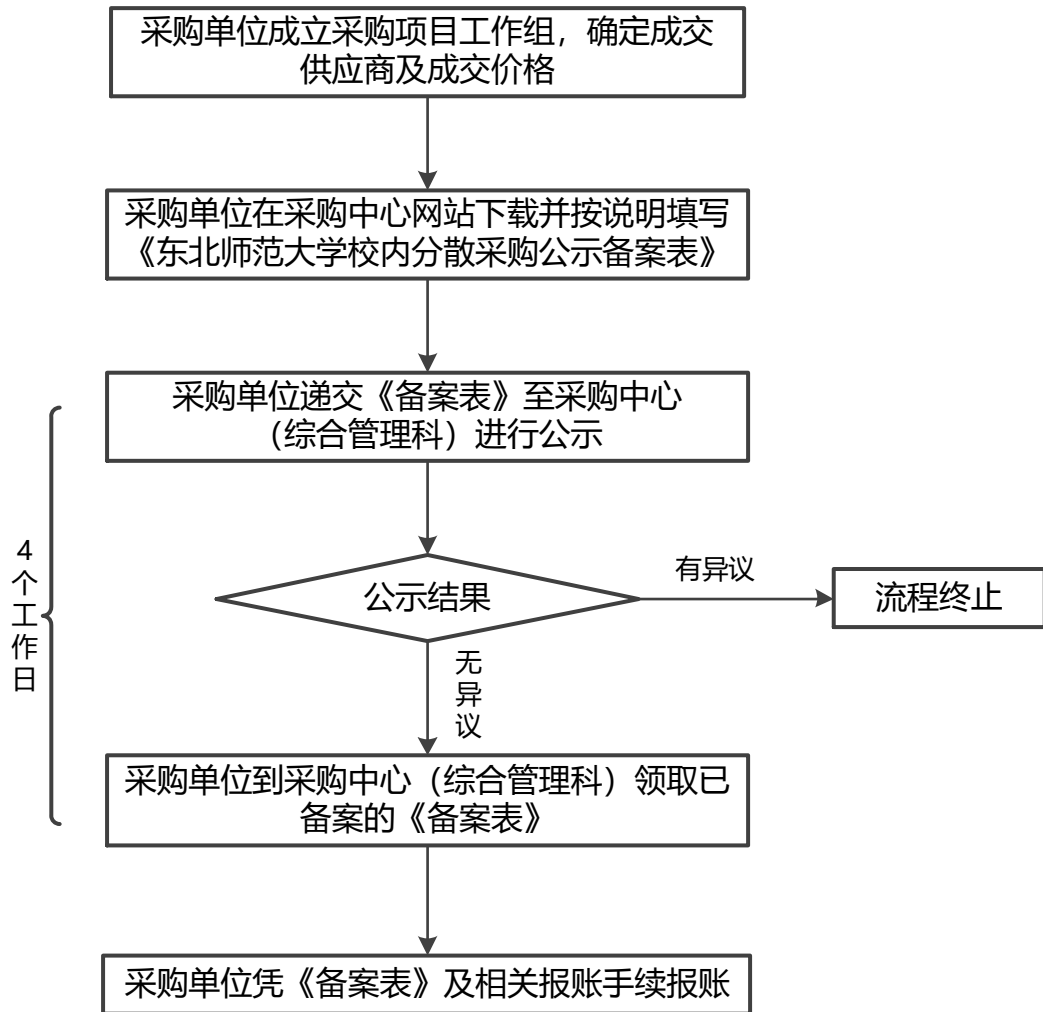 采购单位成立采购项目工作组，确定成交
供应商及成交价格
采购单位在采购中心网站下载并按说明填写
《东北师范大学校内分散采购公示备案表》
采购单位递交《备案表》至采购中心
（综合管理科）进行公示
4个工作日
公示结果
有异议
流程终止
无异议
采购单位到采购中心（综合管理科）领取已
备案的《备案表》
采购单位凭《备案表》及相关报账手续报账